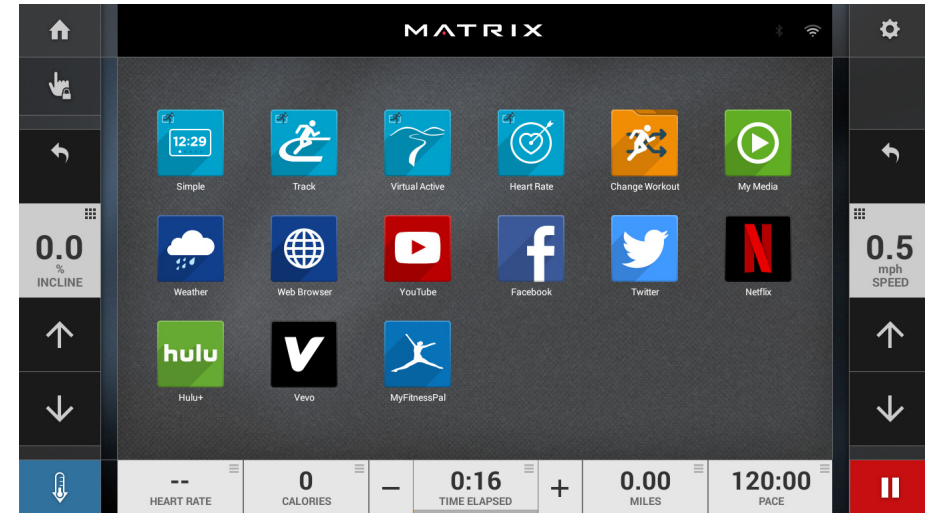 MATRIX
12:29
Simple
Track
Virtual Active
Heart Rate
Change Workout
My Media
0.0
%
INCLINE
0.5
mph
SPEED
Weather
Web Browser
YouTube
f
Facebook
Twitter
N
Netflix
hulu
Hulu+
V
Vevo
MyFitnessPal
--
HEART RATE
0
CALORIES
−
0:16
TIME ELAPSED
+
0.00
MILES
120:00
PACE